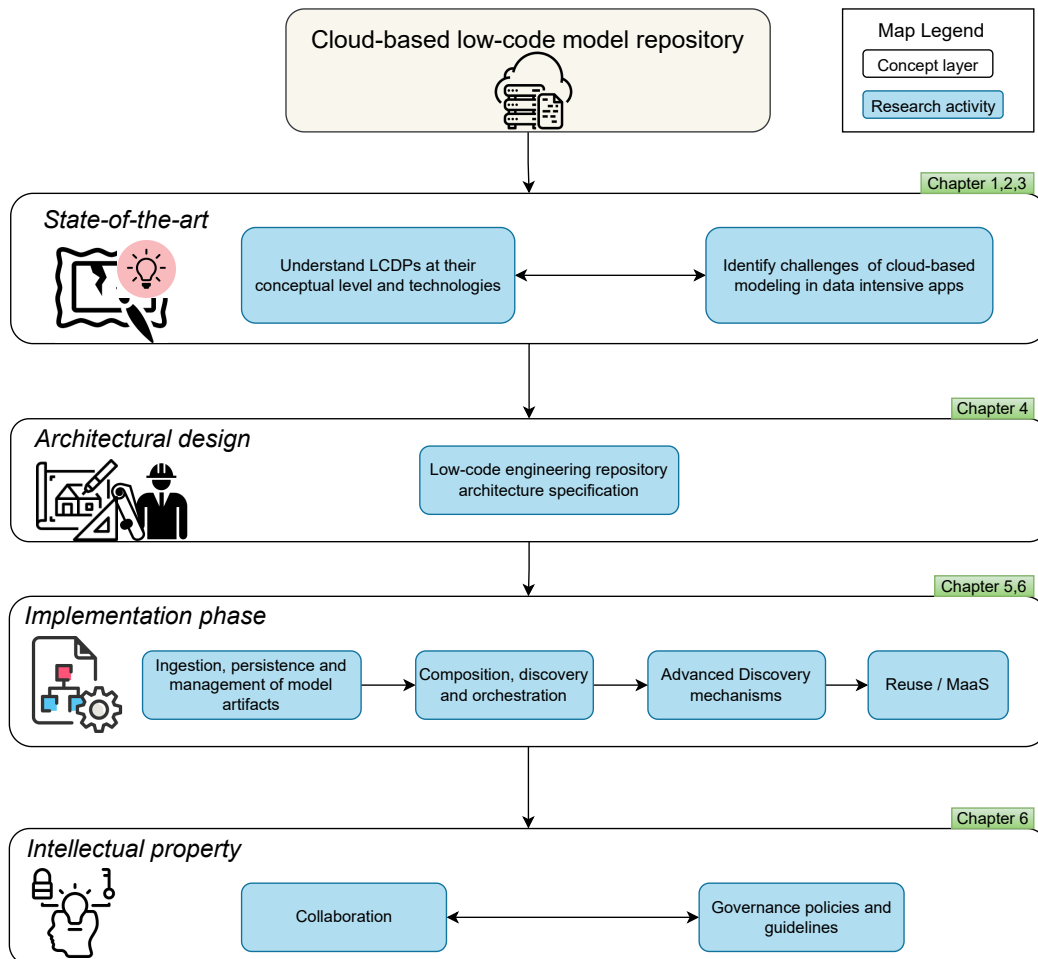 Cloud-based low-code model repository
Map Legend
Concept layer
Research activity
Chapter 1,2,3
State-of-the-art
Understand LCDPs at their
conceptual level and technologies
Identify challenges of cloud-based
modeling in data intensive apps
Chapter 4
Architectural design
Low-code engineering repository
architecture specification
Chapter 5,6
Implementation phase
Ingestion, persistence and
management of model
artifacts
Composition, discovery
and orchestration
Advanced Discovery
mechanisms
Reuse / MaaS
Chapter 6
Intellectual property
Collaboration
Governance policies and
guidelines